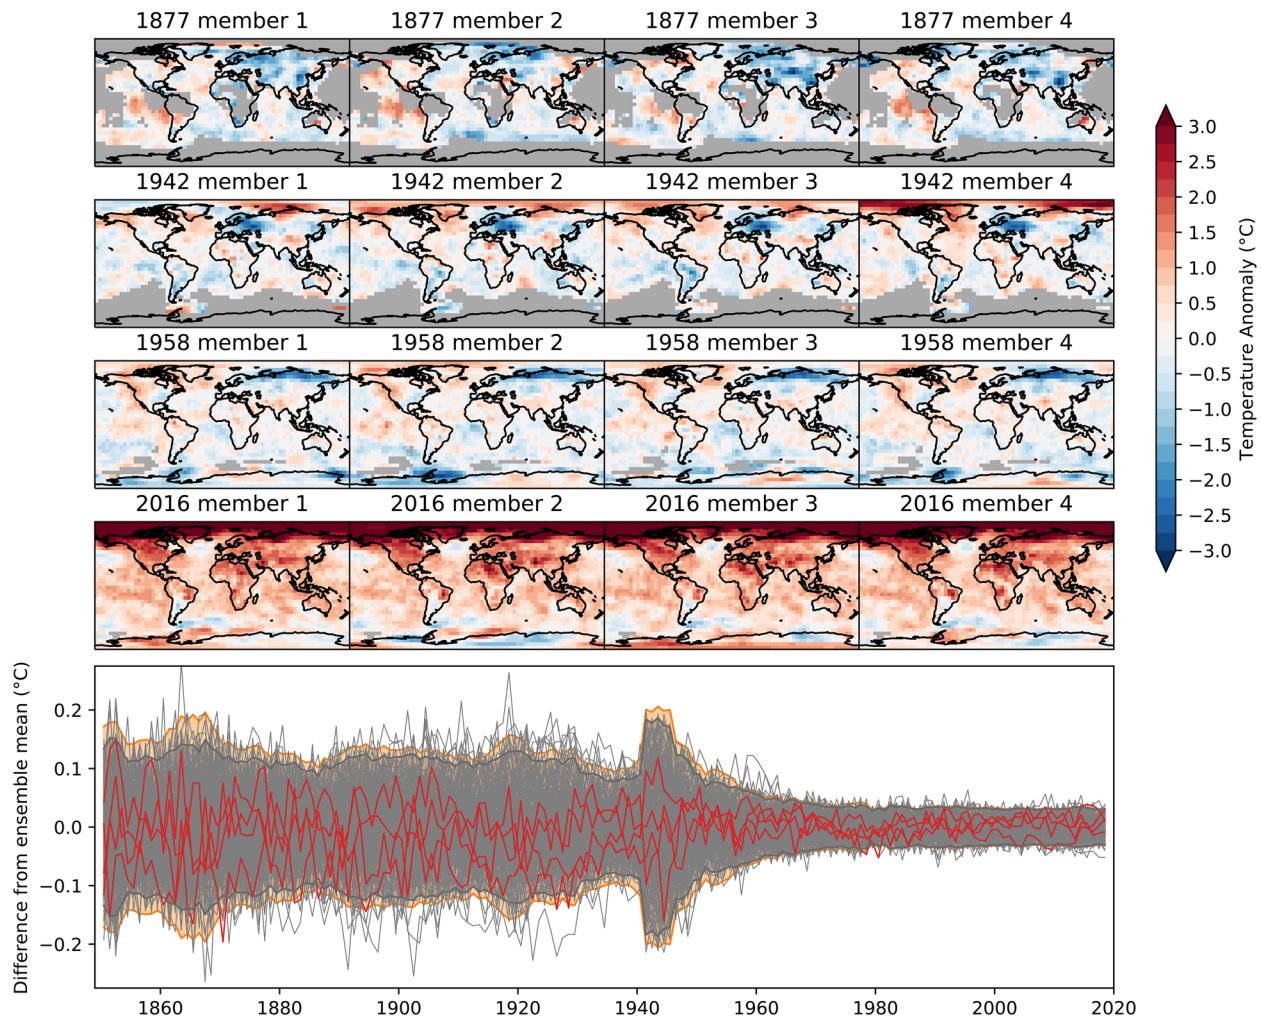 1877 member 1 1877 member 2 1877 member 3 1877 member 4
1942 member 1 1942 member 2 1942 member 3 1942 member 4
1958 member 1 1958 member 2 1958 member 3 1958 member 4
2016 member 1 2016 member 2 2016 member 3 2016 member 4
3.0
2.5
2.0
1.5
1.0
0.5
0.0
−0.5
−1.0
−1.5
−2.0
−2.5
−3.0
Temperature Anomaly (°C)
Difference from ensemble mean (°C)
0.2
0.1
0.0
−0.1
−0.2
1860 1880 1900 1920 1940 1960 1980 2000 2020